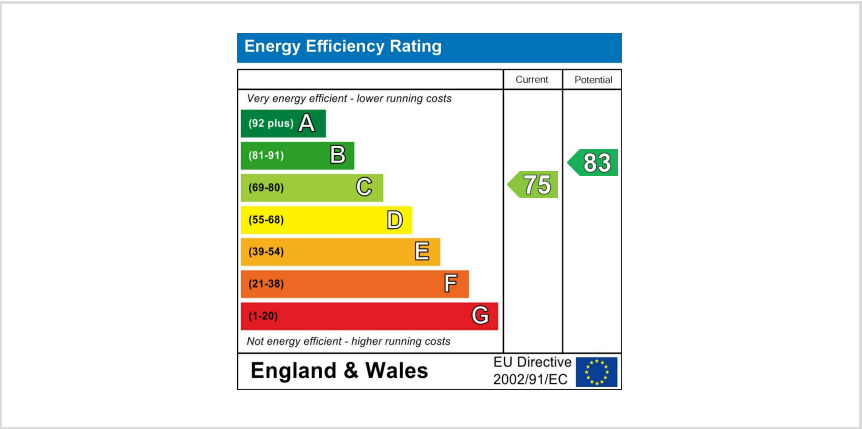 Energy Efficiency Rating
Current Potential
Very energy efficient - lower running costs
(92 plus) A
(81-91) B
(69-80) C
(55-68) D
(39-54) E
(21-38) F
(1-20) G
75
83
Not energy efficient - higher running costs
England & Wales
EU Directive
2002/91/EC